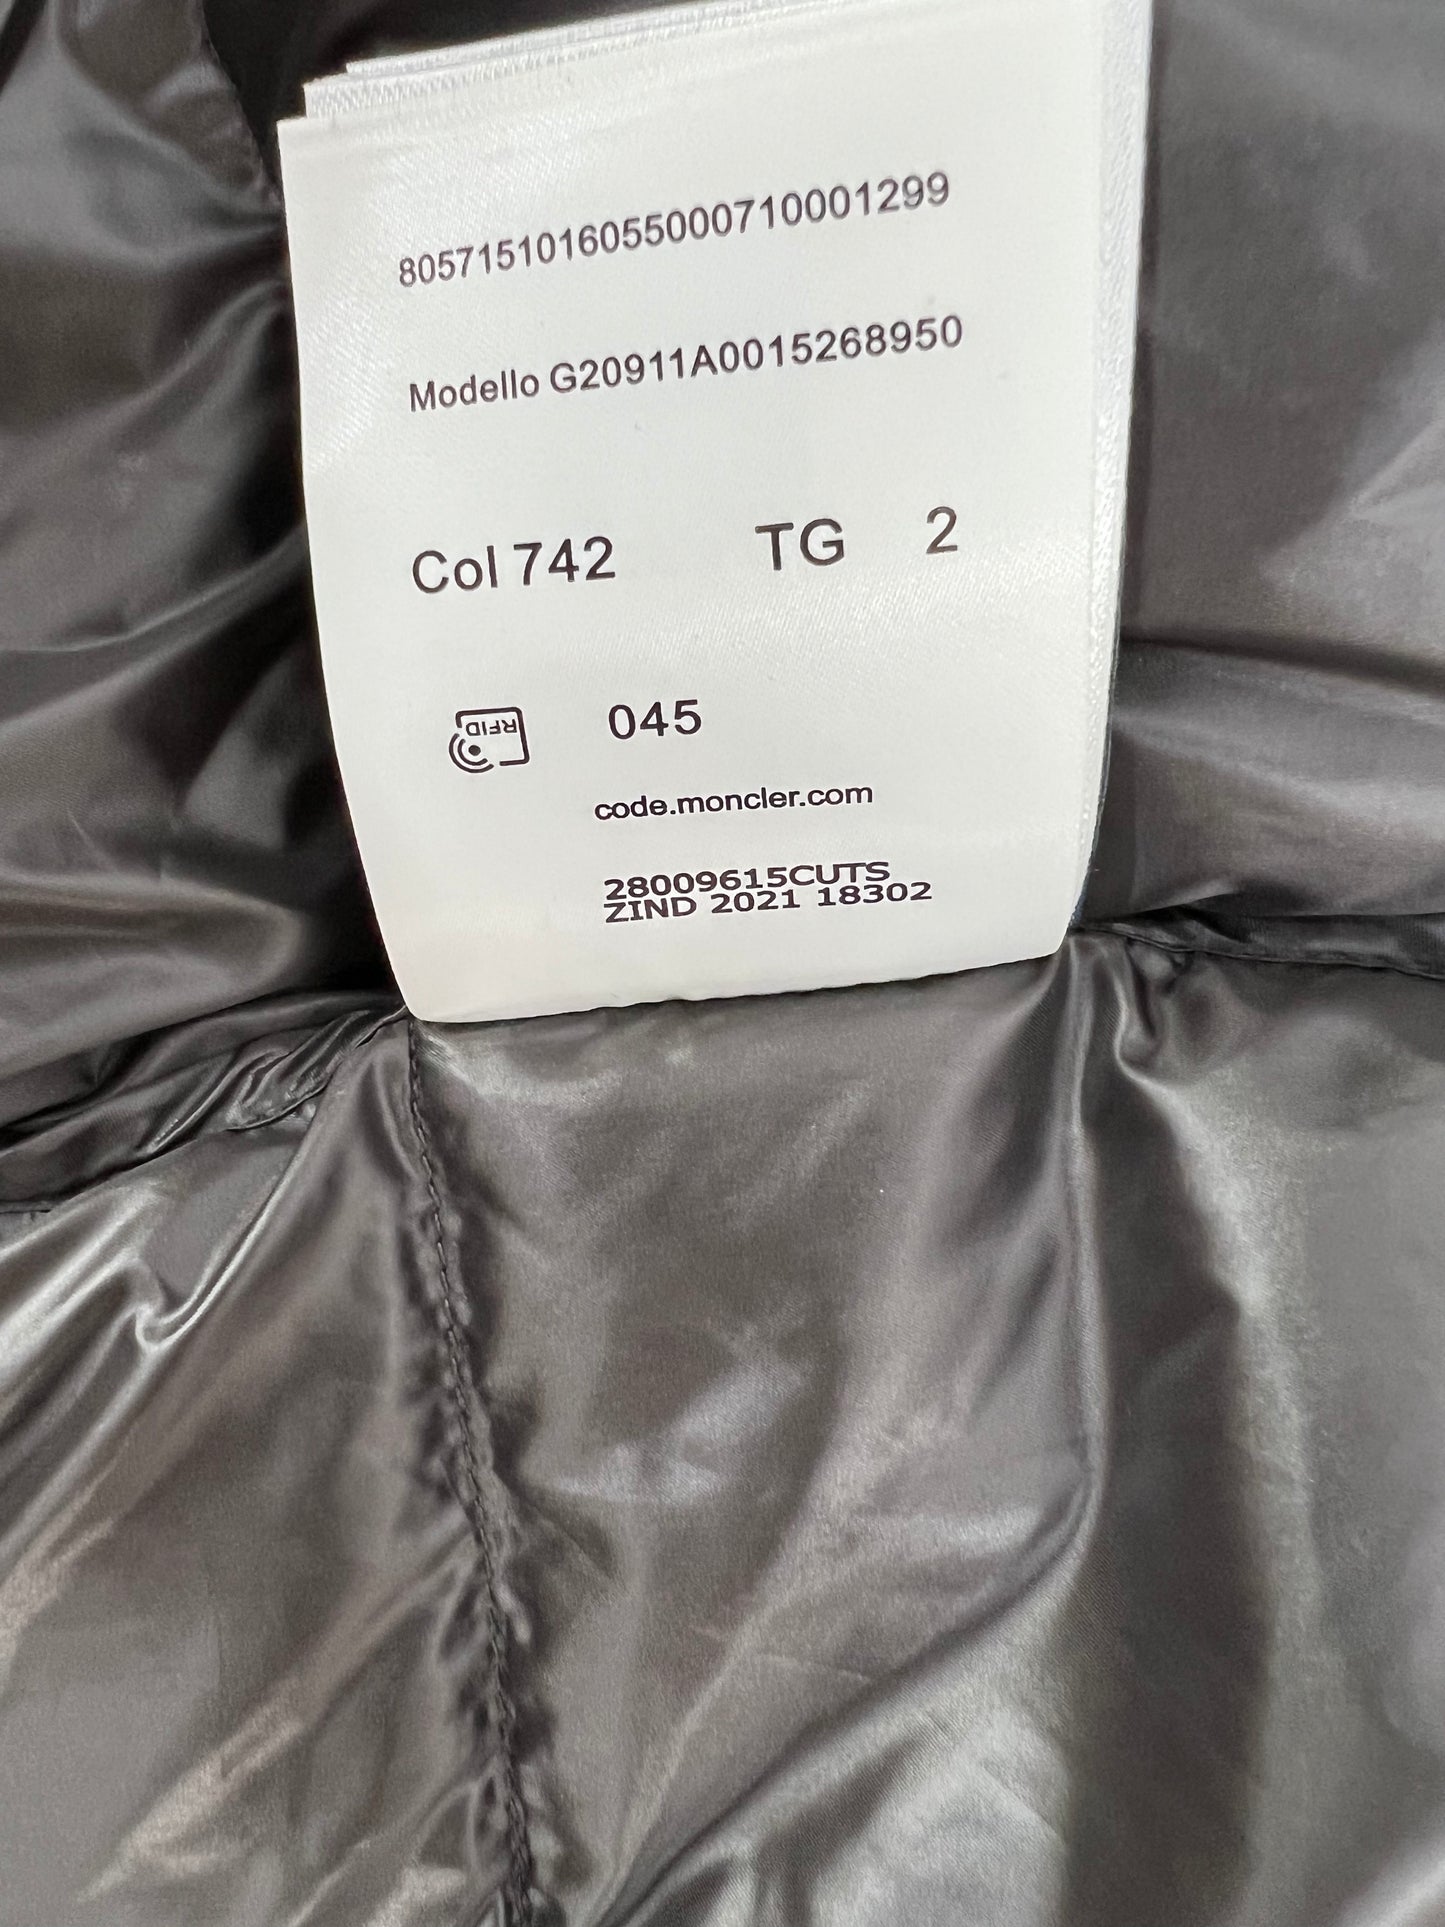 8057151016055000710001299
Modello G20911A0015268950
Col 742 TG 2
RFID 045
code.moncler.com
28009615CUTS
ZIND 2021 18302